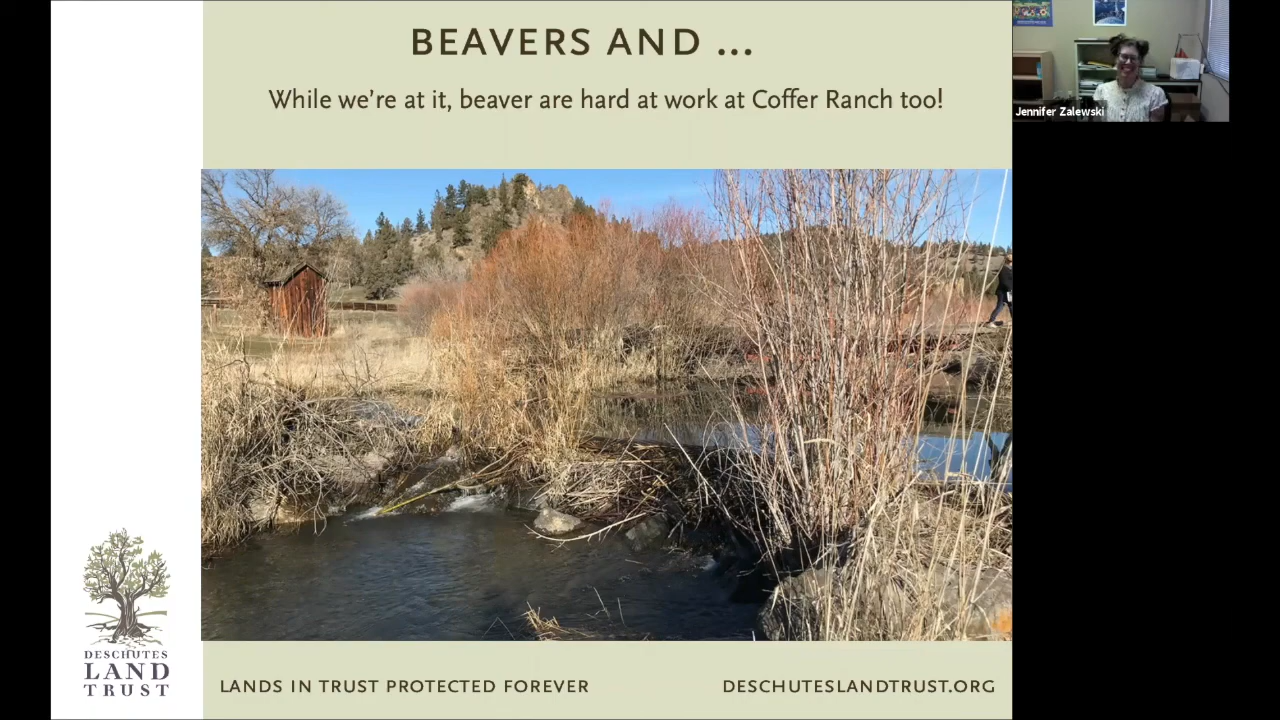 BEAVERS AND ...
While we're at it, beaver are hard at work at Coffer Ranch too!
Jennifer Zalewski
DESCHUTES
LAND
TRUST
LANDS IN TRUST PROTECTED FOREVER
DESCHUTESLANDTRUST.ORG